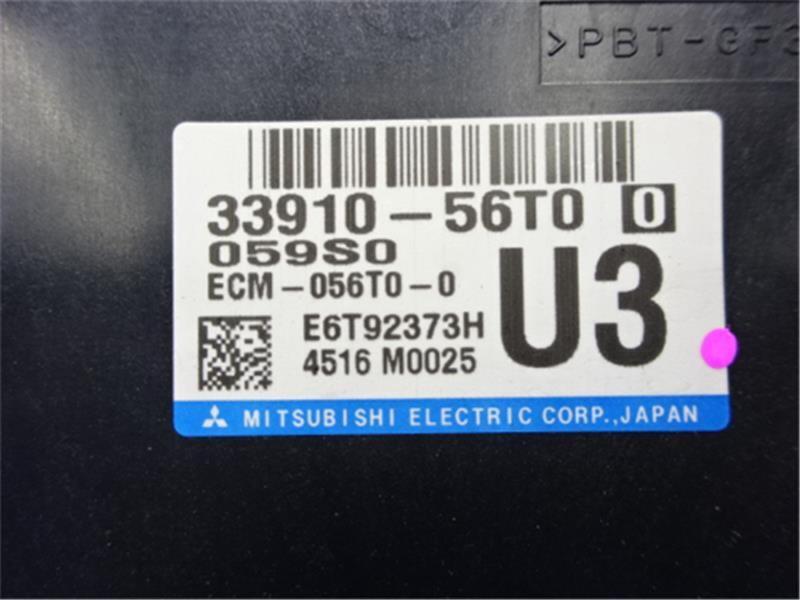 >PBT-GF3
33910-56T0 0
059S0
ECM-056T0-0
U3
E6T92373H
4516 M0025
MITSUBISHI ELECTRIC CORP.,JAPAN